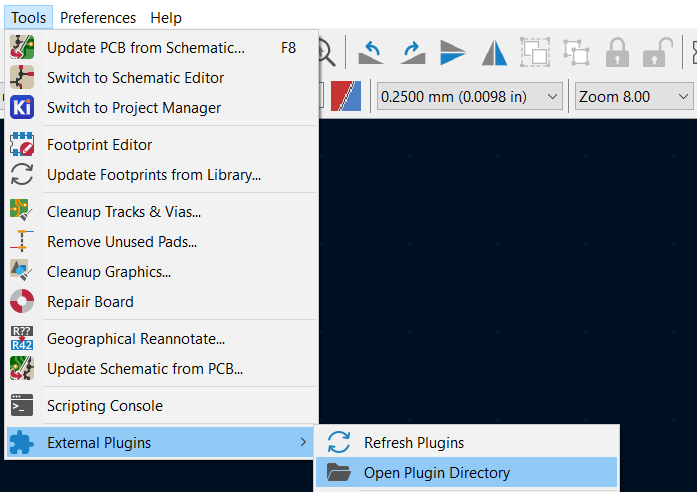 Tools Preferences Help
Update PCB from Schematic... F8
Switch to Schematic Editor
Ki Switch to Project Manager
0.2500 mm (0.0098 in) Zoom 8.00
Footprint Editor
Update Footprints from Library...
Cleanup Tracks & Vias...
Remove Unused Pads...
Cleanup Graphics...
Repair Board
R??
R42
Geographical Reannotate...
Update Schematic from PCB...
Scripting Console
External Plugins
Refresh Plugins
Open Plugin Directory